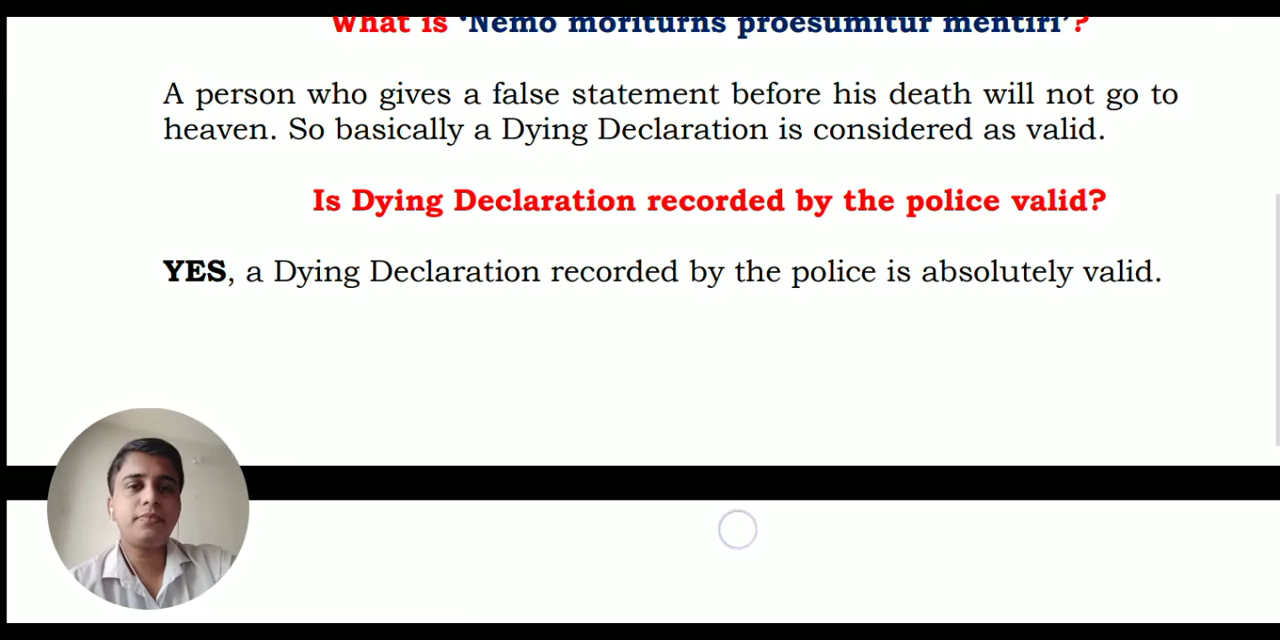 What is 'Nemo moriturns proesumitur mentiri'?
A person who gives a false statement before his death will not go to
heaven. So basically a Dying Declaration is considered as valid.
Is Dying Declaration recorded by the police valid?
YES, a Dying Declaration recorded by the police is absolutely valid.